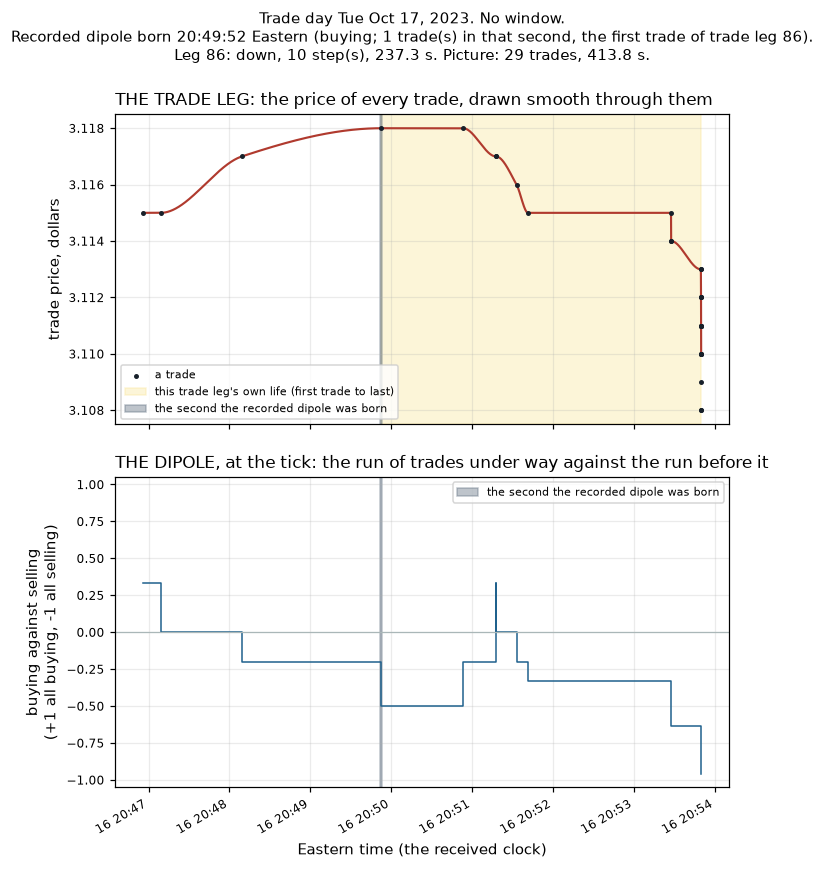 Trade day Tue Oct 17, 2023. No window.
Recorded dipole born 20:49:52 Eastern (buying; 1 trade(s) in that second, the first trade of trade leg 86).
Leg 86: down, 10 step(s), 237.3 s. Picture: 29 trades, 413.8 s.
THE TRADE LEG: the price of every trade, drawn smooth through them
trade price, dollars
3.118
3.116
3.114
3.112
3.110
3.108
a trade
this trade leg's own life (first trade to last)
the second the recorded dipole was born
THE DIPOLE, at the tick: the run of trades under way against the run before it
buying against selling
(+1 all buying, -1 all selling)
1.00
0.75
0.50
0.25
0.00
−0.25
−0.50
−0.75
−1.00
the second the recorded dipole was born
16 20:47
16 20:48
16 20:49
16 20:50
16 20:51
16 20:52
16 20:53
16 20:54
Eastern time (the received clock)